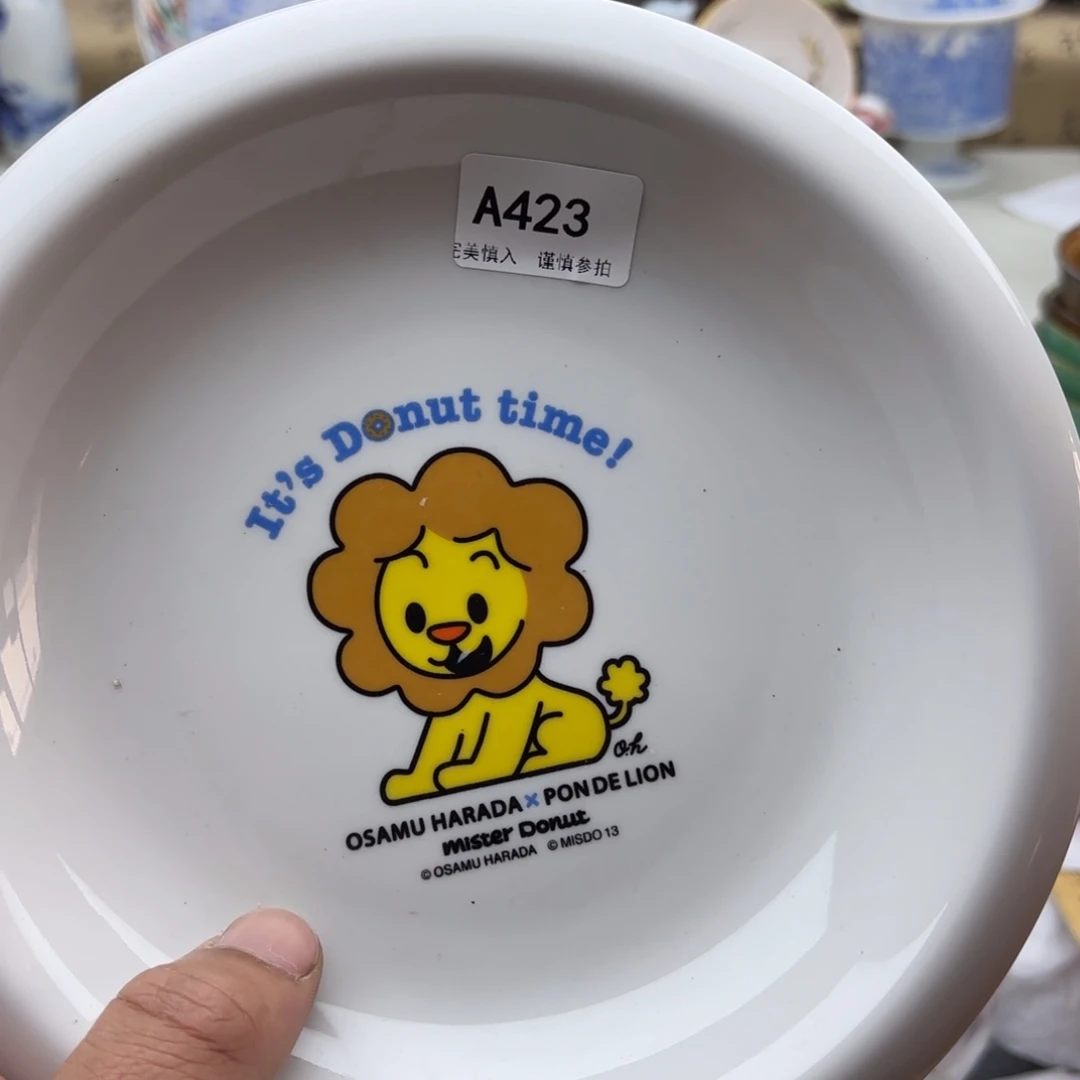 A423
完美慎入 谨慎参拍
It's Donut time!
O.h
OSAMU HARADA × PON DE LION
mister Donut
© OSAMU HARADA © MISDO 13